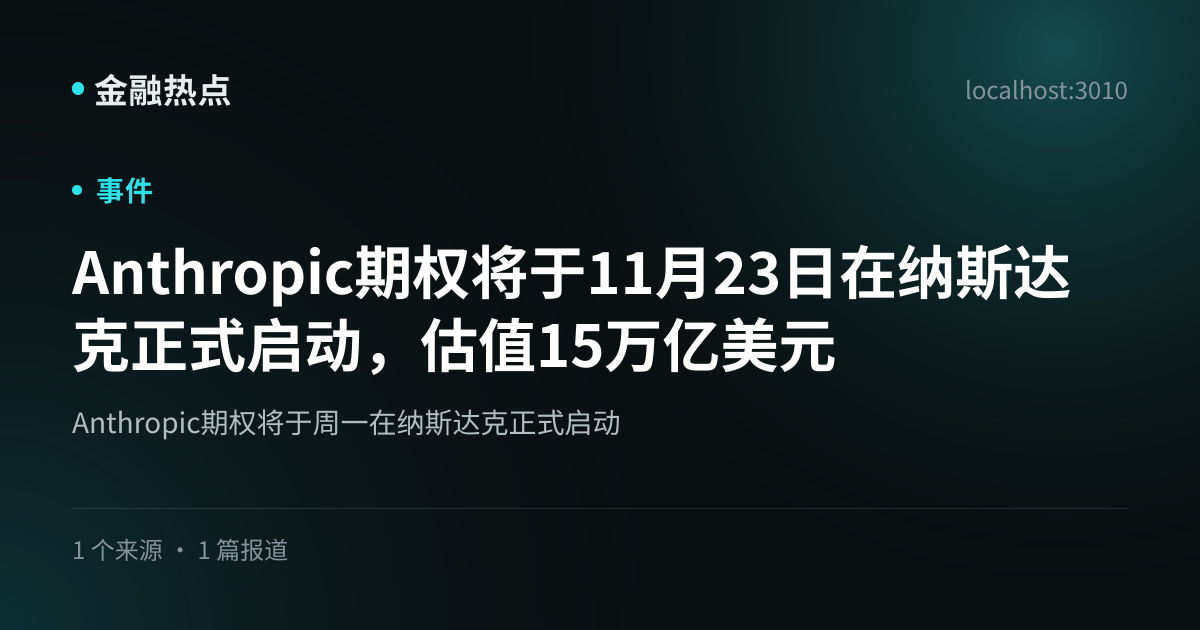 金融热点
localhost:3010
事件
Anthropic期权将于11月23日在纳斯达
克正式启动，估值15万亿美元
Anthropic期权将于周一在纳斯达克正式启动
1 个来源 · 1 篇报道